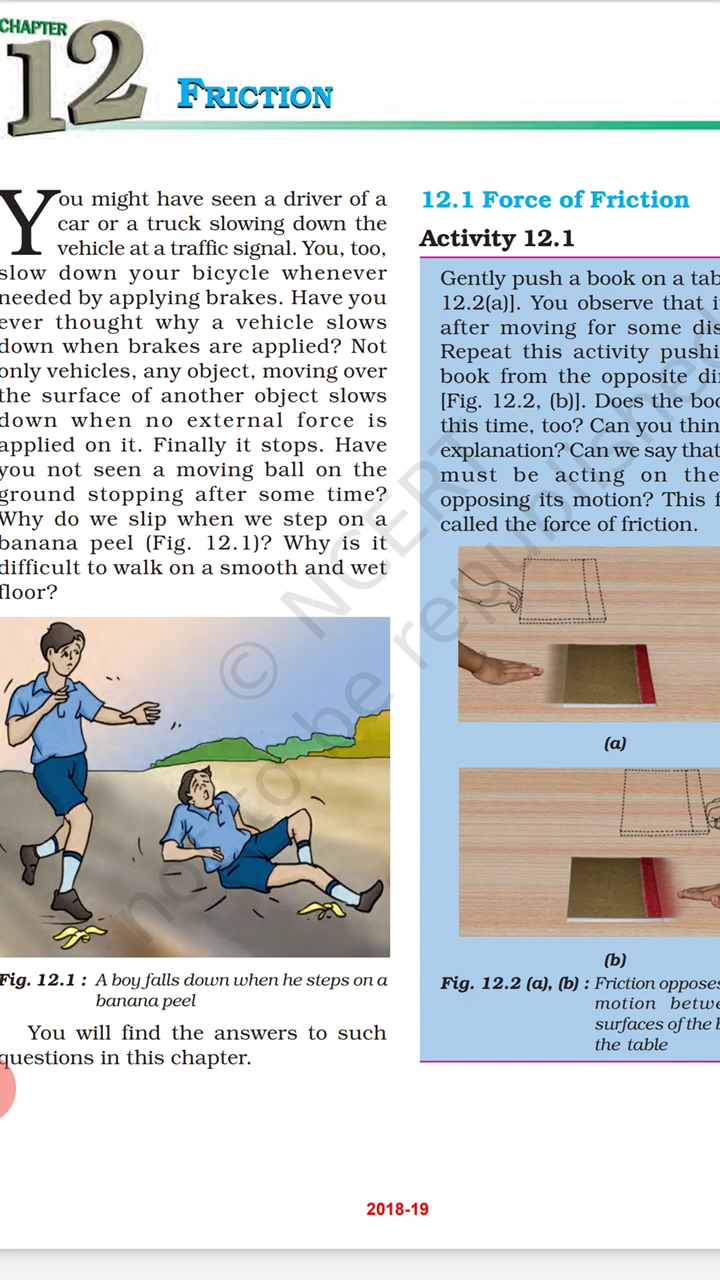 CHAPTER
12
FRICTION
You might have seen a driver of a
car or a truck slowing down the
vehicle at a traffic signal. You, too,
slow down your bicycle whenever
needed by applying brakes. Have you
ever thought why a vehicle slows
down when brakes are applied? Not
only vehicles, any object, moving over
the surface of another object slows
down when no external force is
applied on it. Finally it stops. Have
you not seen a moving ball on the
ground stopping after some time?
Why do we slip when we step on a
banana peel (Fig. 12.1)? Why is it
difficult to walk on a smooth and wet
floor?
Fig. 12.1 : A boy falls down when he steps on a
banana peel
You will find the answers to such
questions in this chapter.
12.1 Force of Friction
Activity 12.1
Gently push a book on a tab
12.2(a)]. You observe that i
after moving for some dis
Repeat this activity pushi
book from the opposite di
[Fig. 12.2, (b)]. Does the boo
this time, too? Can you thin
explanation? Can we say that
must be acting on the
opposing its motion? This f
called the force of friction.
(a)
(b)
Fig. 12.2 (a), (b) : Friction opposes
motion betwe
surfaces of the b
the table
© NCERT
not to be republished
2018-19